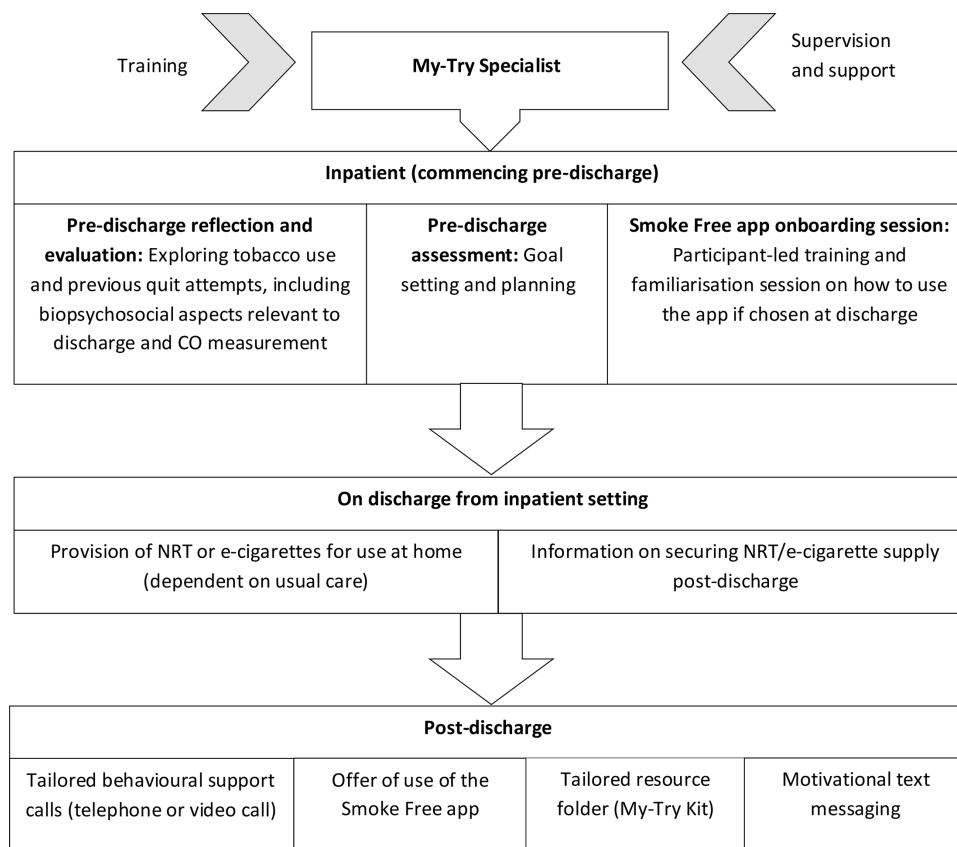 Training
My-Try Specialist
Supervision
and support
Inpatient (commencing pre-discharge)
Pre-discharge reflection and
evaluation: Exploring tobacco use
and previous quit attempts, including
biopsychosocial aspects relevant to
discharge and CO measurement
Pre-discharge
assessment: Goal
setting and planning
Smoke Free app onboarding session:
Participant-led training and
familiarisation session on how to use
the app if chosen at discharge
On discharge from inpatient setting
Provision of NRT or e-cigarettes for use at home
(dependent on usual care)
Information on securing NRT/e-cigarette supply
post-discharge
Post-discharge
Tailored behavioural support
calls (telephone or video call)
Offer of use of the
Smoke Free app
Tailored resource
folder (My-Try Kit)
Motivational text
messaging